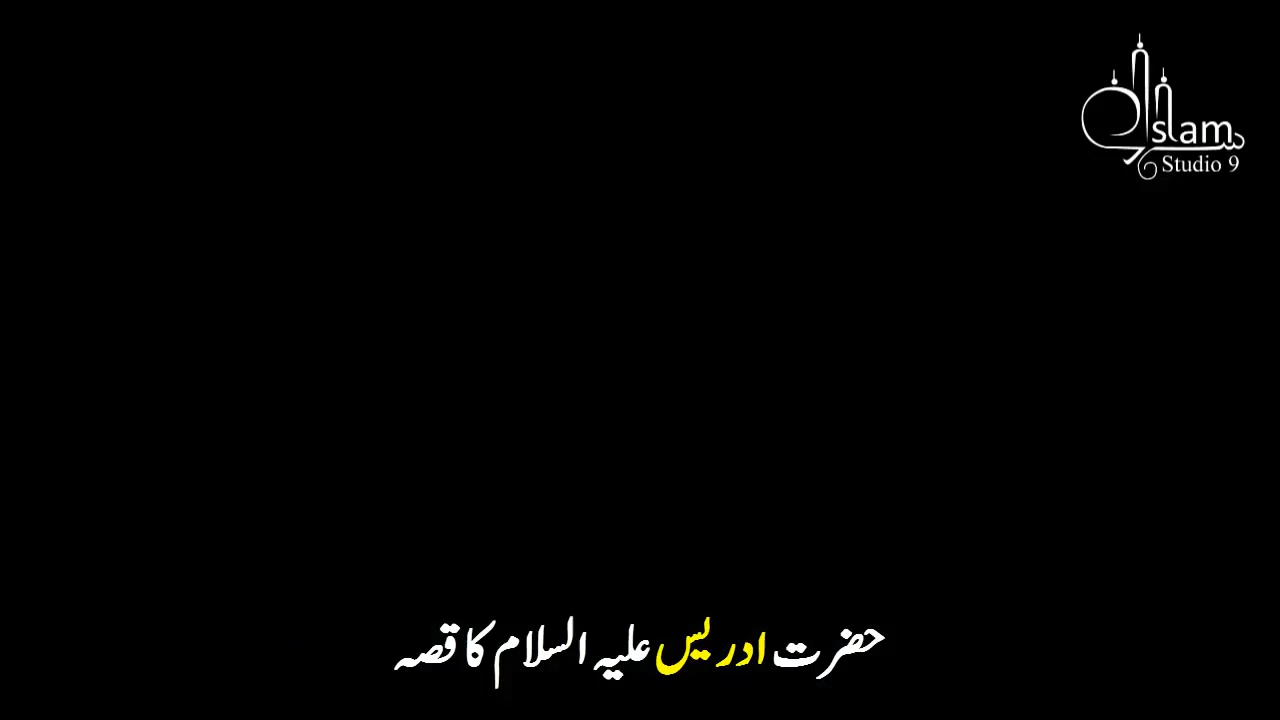 Islam
Studio 9
حضرت ادریس علیہ السلام کا قصہ